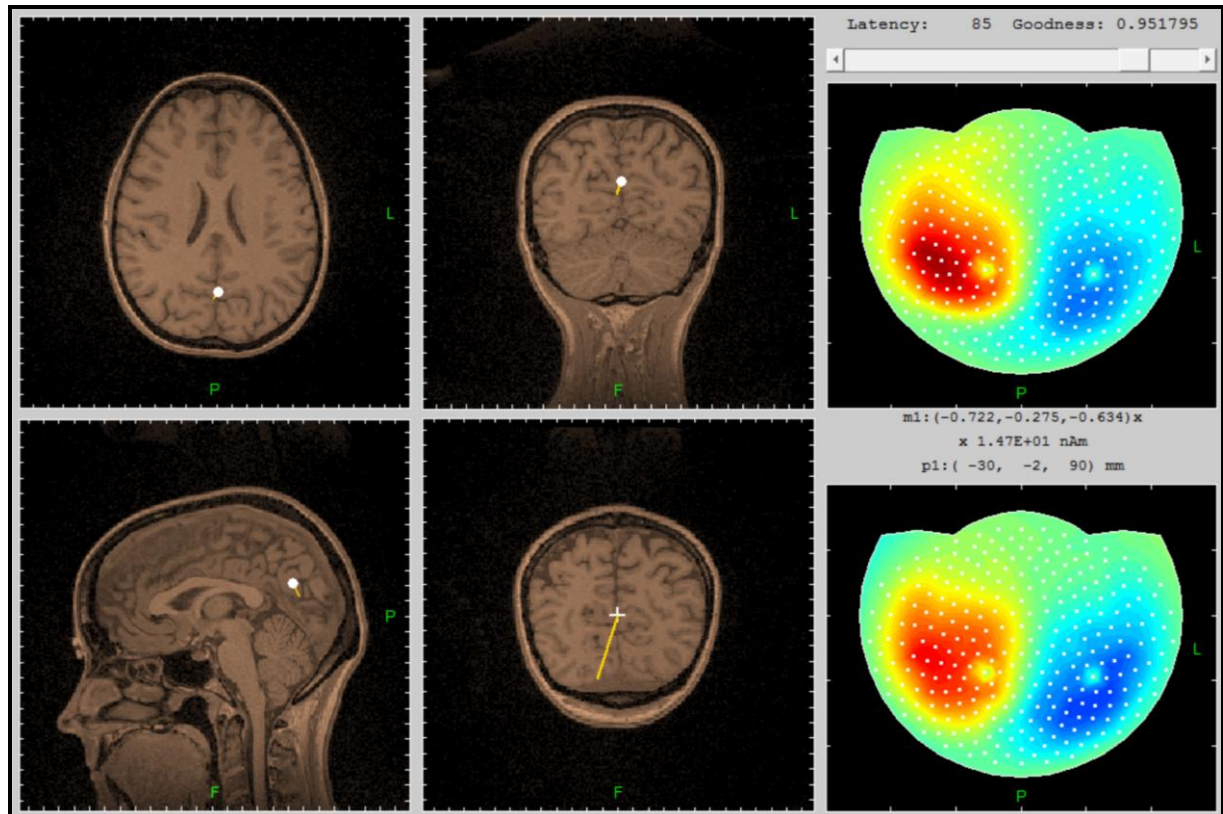 Latency: 85 Goodness: 0.951795
L
L
L
P
F
P
m1:(-0.722,-0.275,-0.634)x
x 1.47E+01 nAm
p1:( -30, -2, 90) mm
P
L
F
F
P